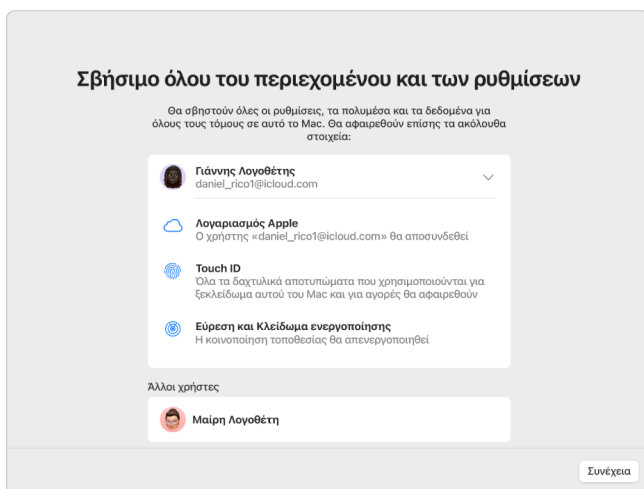 Σβήσιμο όλου του περιεχομένου και των ρυθμίσεων
Θα σβηστούν όλες οι ρυθμίσεις, τα πολυμέσα και τα δεδομένα για
όλους τους τόμους σε αυτό το Mac. Θα αφαιρεθούν επίσης τα ακόλουθα
στοιχεία:
Γιάννης Λογοθέτης
daniel_rico1@icloud.com
Λογαριασμός Apple
Ο χρήστης «daniel_rico1@icloud.com» θα αποσυνδεθεί
Touch ID
Όλα τα δαχτυλικά αποτυπώματα που χρησιμοποιούνται για
ξεκλείδωμα αυτού του Mac και για αγορές θα αφαιρεθούν
Εύρεση και Κλείδωμα ενεργοποίησης
Η κοινοποίηση τοποθεσίας θα απενεργοποιηθεί
Άλλοι χρήστες
Μαίρη Λογοθέτη
Συνέχεια